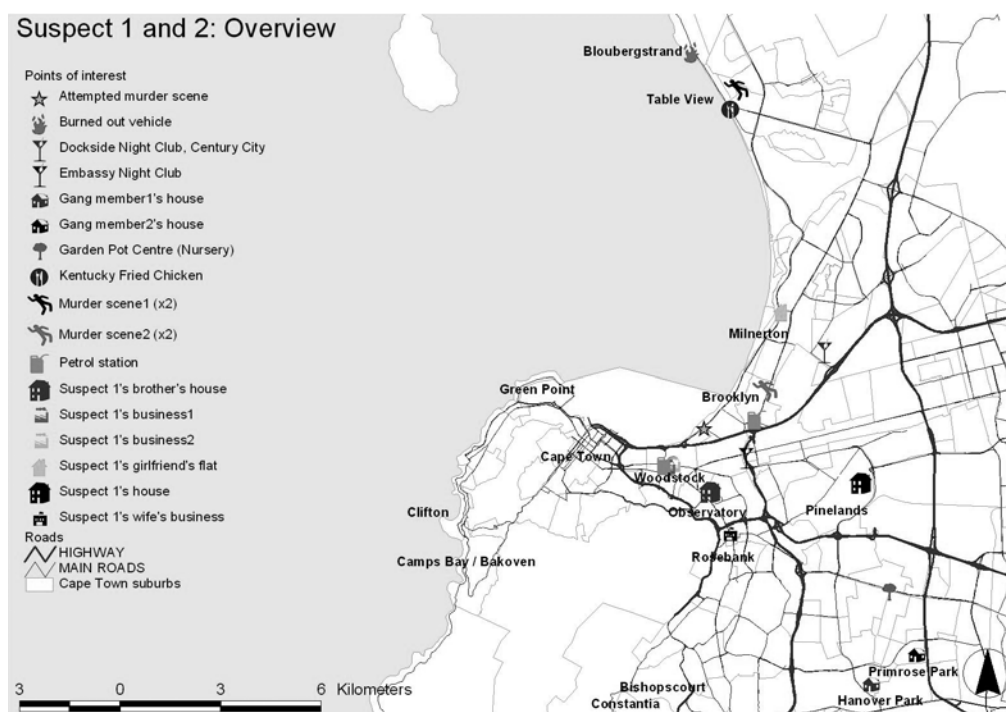 Suspect 1 and 2: Overview
Points of interest
Attempted murder scene
Burned out vehicle
Dockside Night Club, Century City
Embassy Night Club
Gang member1's house
Gang member2's house
Garden Pot Centre (Nursery)
Kentucky Fried Chicken
Murder scene1 (x2)
Murder scene2 (x2)
Petrol station
Suspect 1's brother's house
Suspect 1's business1
Suspect 1's business2
Suspect 1's girlfriend's flat
Suspect 1's house
Suspect 1's wife's business
Roads
HIGHWAY
MAIN ROADS
Cape Town suburbs
3 0 3 6 Kilometers
Bloubergstrand
Table View
Milnerton
Brooklyn
Green Point
Cape Town
Woodstock
Observatory
Pinelands
Clifton
Rosebank
Camps Bay / Bakoven
Primrose Park
Bishopscourt
Hanover Park
Constantia